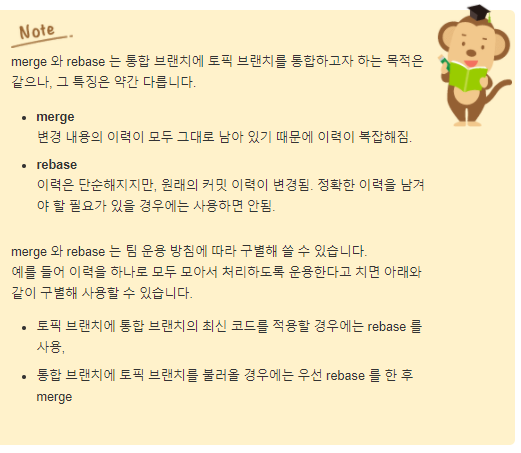 Note
merge 와 rebase 는 통합 브랜치에 토픽 브랜치를 통합하고자 하는 목적은
같으나, 그 특징은 약간 다릅니다.
• merge
변경 내용의 이력이 모두 그대로 남아 있기 때문에 이력이 복잡해짐.
• rebase
이력은 단순해지지만, 원래의 커밋 이력이 변경됨. 정확한 이력을 남겨
야 할 필요가 있을 경우에는 사용하면 안됨.
merge 와 rebase 는 팀 운용 방침에 따라 구별해 쓸 수 있습니다.
예를 들어 이력을 하나로 모두 모아서 처리하도록 운용한다고 치면 아래와
같이 구별해 사용할 수 있습니다.
• 토픽 브랜치에 통합 브랜치의 최신 코드를 적용할 경우에는 rebase 를
사용,
• 통합 브랜치에 토픽 브랜치를 불러올 경우에는 우선 rebase 를 한 후
merge